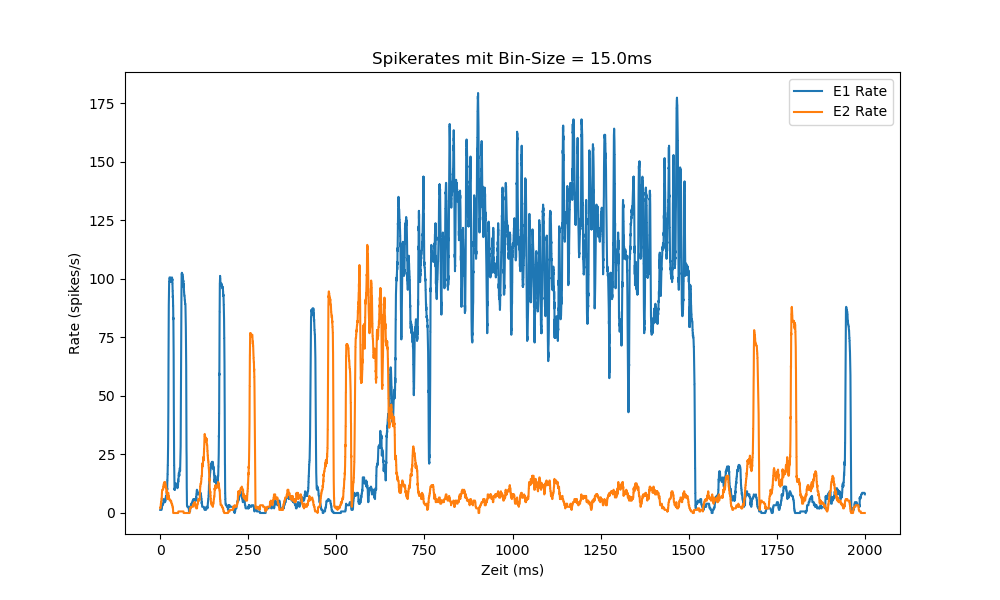 Spikerates mit Bin-Size = 15.0ms
E1 Rate
E2 Rate
175
150
125
100
75
50
25
0
Rate (spikes/s)
0 250 500 750 1000 1250 1500 1750 2000
Zeit (ms)